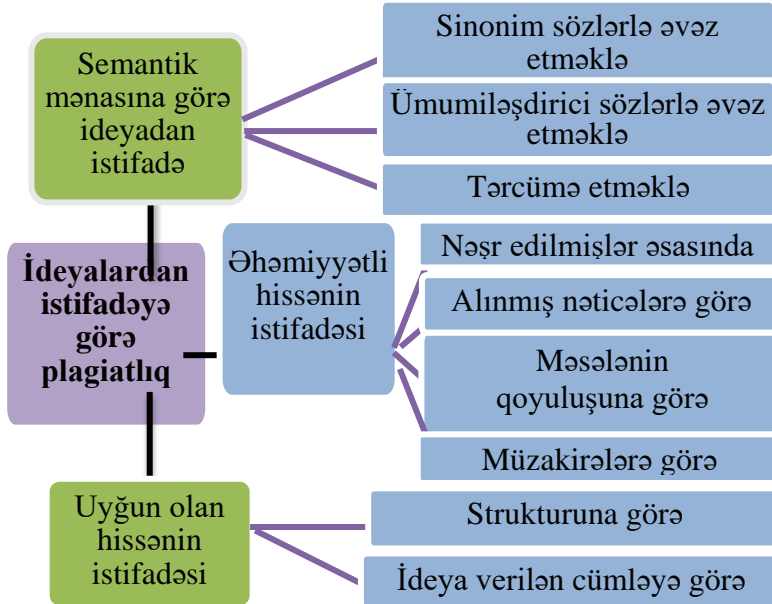 Semantik
mənasına görə
ideyadan
istifadə
Sinonim sözlərlə əvəz
etməklə
Ümumiləşdirici sözlərlə əvəz
etməklə
Tərcümə etməklə
İdeyalardan
istifadəyə
görə
plagiatlıq
Əhəmiyyətli
hissənin
istifadəsi
Nəşr edilmişlər əsasında
Alınmış nəticələrə görə
Məsələnin
qoyuluşuna görə
Müzakirələrə görə
Uyğun olan
hissənin
istifadəsi
Strukturuna görə
İdeya verilən cümləyə görə